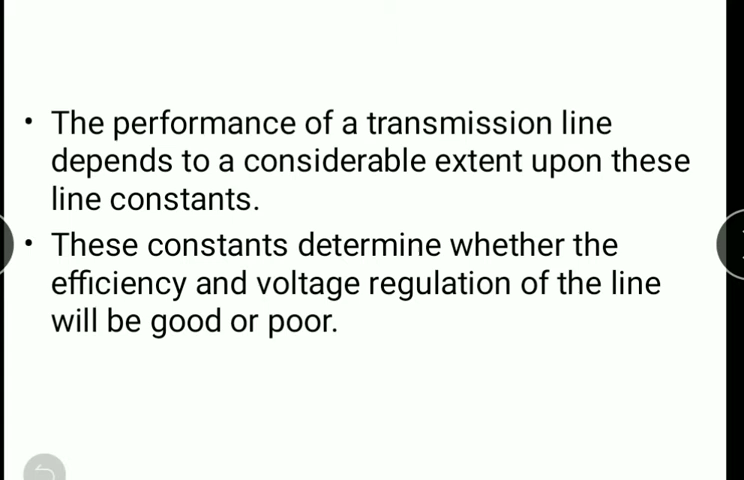 • The performance of a transmission line
depends to a considerable extent upon these
line constants.
• These constants determine whether the
efficiency and voltage regulation of the line
will be good or poor.